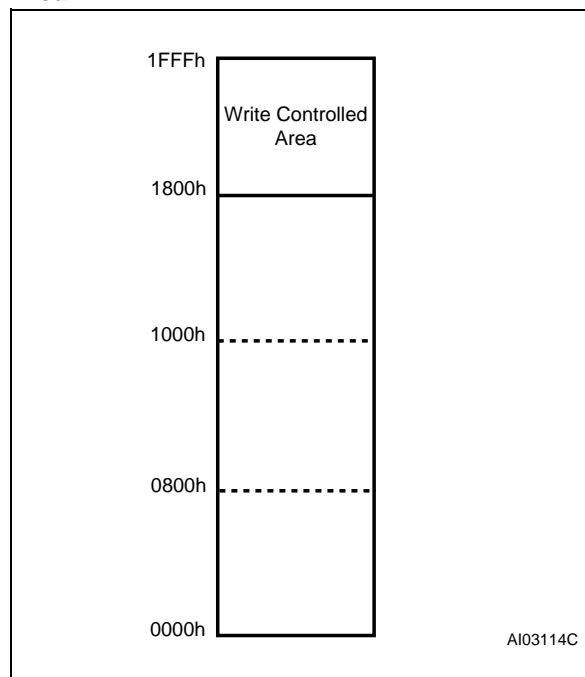 1FFFh
Write Controlled
Area
1800h
1000h
0800h
0000h
AI03114C